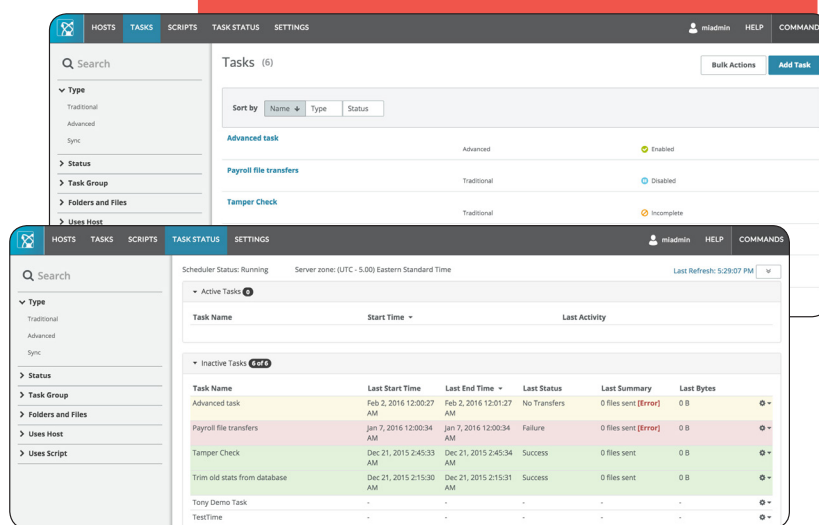 HOSTS TASKS SCRIPTS TASK STATUS SETTINGS miadmin HELP COMMAND
Search
Type
Traditional
Advanced
Sync
Status
Task Group
Folders and Files
Uses Host
Tasks (6)
Bulk Actions Add Task
Sort by Name Type Status
Advanced task
Advanced Enabled
Payroll file transfers
Traditional Disabled
Tamper Check
Traditional Incomplete
HOSTS TASKS SCRIPTS TASK STATUS SETTINGS miadmin HELP COMMANDS
Search
Type
Traditional
Advanced
Sync
Status
Task Group
Folders and Files
Uses Host
Uses Script
Scheduler Status: Running Server zone: (UTC - 5.00) Eastern Standard Time Last Refresh: 5:29:07 PM
Active Tasks 0
Task Name Start Time Last Activity
Inactive Tasks 6 of 6
Task Name Last Start Time Last End Time Last Status Last Summary Last Bytes
Advanced task Feb 2, 2016 12:00:27 AM Feb 2, 2016 12:01:27 AM No Transfers 0 files sent [Error] 0 B
Payroll file transfers Jan 7, 2016 12:00:34 AM Jan 7, 2016 12:00:34 AM Failure 0 files sent [Error] 0 B
Tamper Check Dec 21, 2015 2:45:33 AM Dec 21, 2015 2:45:34 AM Success 0 files sent 0 B
Trim old stats from database Dec 21, 2015 2:15:30 AM Dec 21, 2015 2:15:31 AM Success 0 files sent 0 B
Tony Demo Task - - - - -
TestTime - - - - -